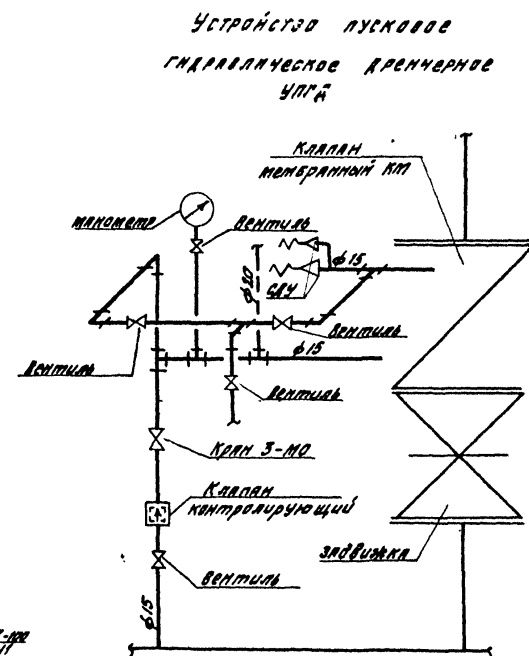 Устройство пусковое
гидравлическое дренчерное
УПГД
Клапан
мембранный КМ
манометр
Вентиль
ф15
ф20
СДУ
Вентиль
Вентиль
ф15
Вентиль
Кран 3-МО
Клапан
контролирующий
Задвижка
Вентиль
ф15